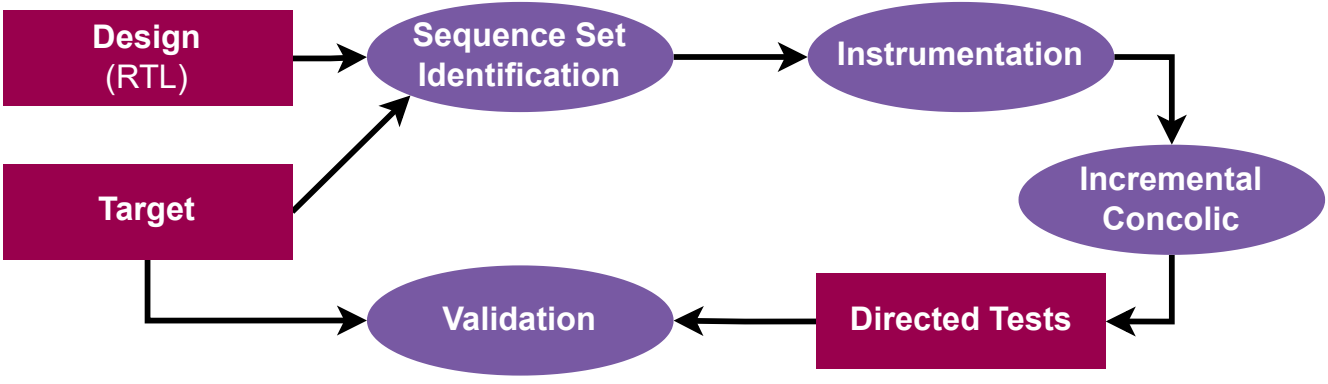 Design
(RTL)
Sequence Set
Identification
Instrumentation
Target
Incremental
Concolic
Validation
Directed Tests